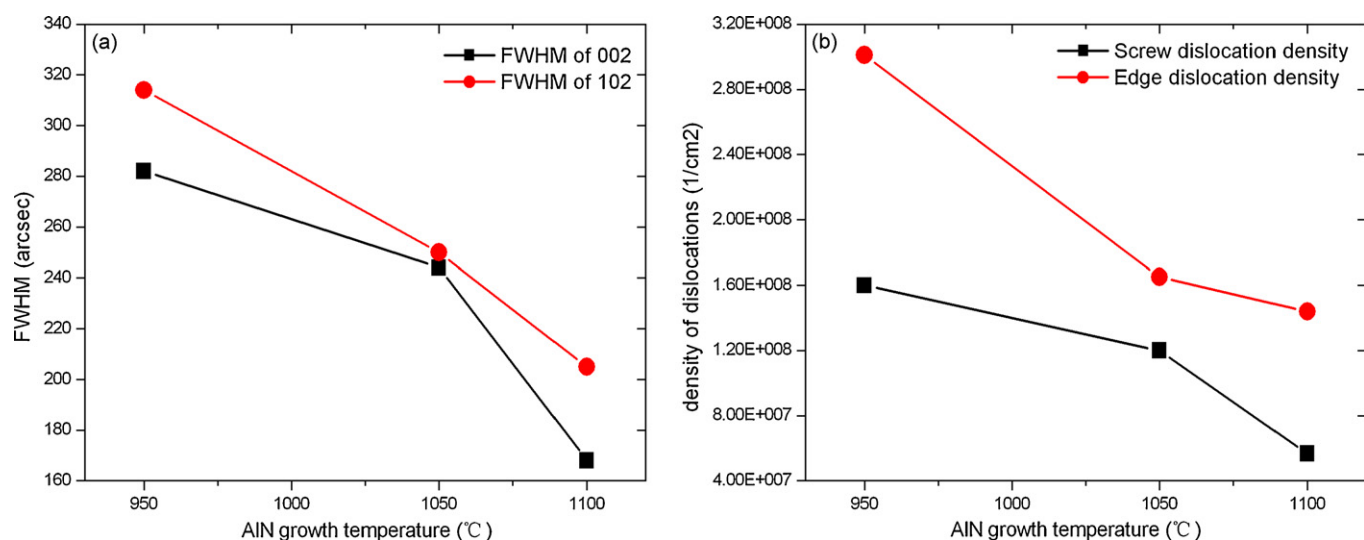 (a)
FWHM of 002
FWHM of 102
FWHM (arcsec)
340
320
300
280
260
240
220
200
180
160
950
1000
1050
1100
AlN growth temperature (℃)
(b)
Screw dislocation density
Edge dislocation density
density of dislocations (1/cm2)
3.20E+008
2.80E+008
2.40E+008
2.00E+008
1.60E+008
1.20E+008
8.00E+007
4.00E+007
950
1000
1050
1100
AlN growth temperature (℃)